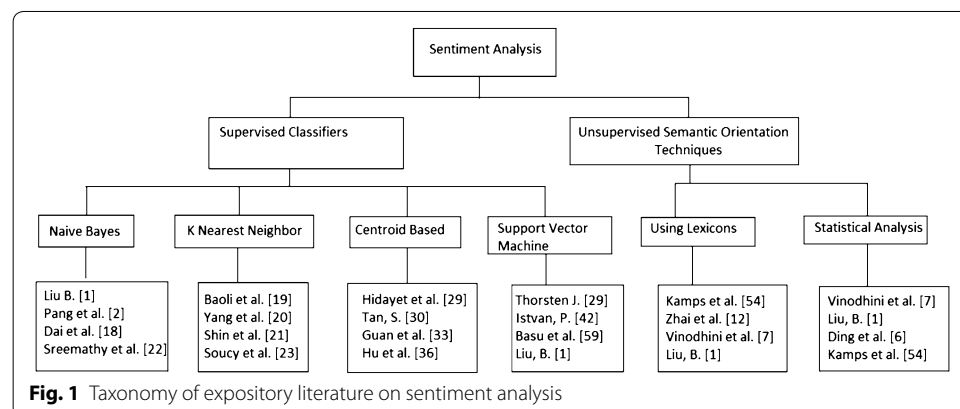 Sentiment Analysis
Supervised Classifiers
Unsupervised Semantic Orientation
Techniques
Naive Bayes
K Nearest Neighbor
Centroid Based
Support Vector
Machine
Using Lexicons
Statistical Analysis
Liu B. [1]
Pang et al. [2]
Dai et al. [18]
Sreemathy et al. [22]
Baoli et al. [19]
Yang et al. [20]
Shin et al. [21]
Soucy et al. [23]
Hidayet et al. [29]
Tan, S. [30]
Guan et al. [33]
Hu et al. [36]
Thorsten J. [29]
Istvan, P. [42]
Basu et al. [59]
Liu, B. [1]
Kamps et al. [54]
Zhai et al. [12]
Vinodhini et al. [7]
Liu, B. [1]
Vinodhini et al. [7]
Liu, B. [1]
Ding et al. [6]
Kamps et al. [54]
Fig. 1 Taxonomy of expository literature on sentiment analysis